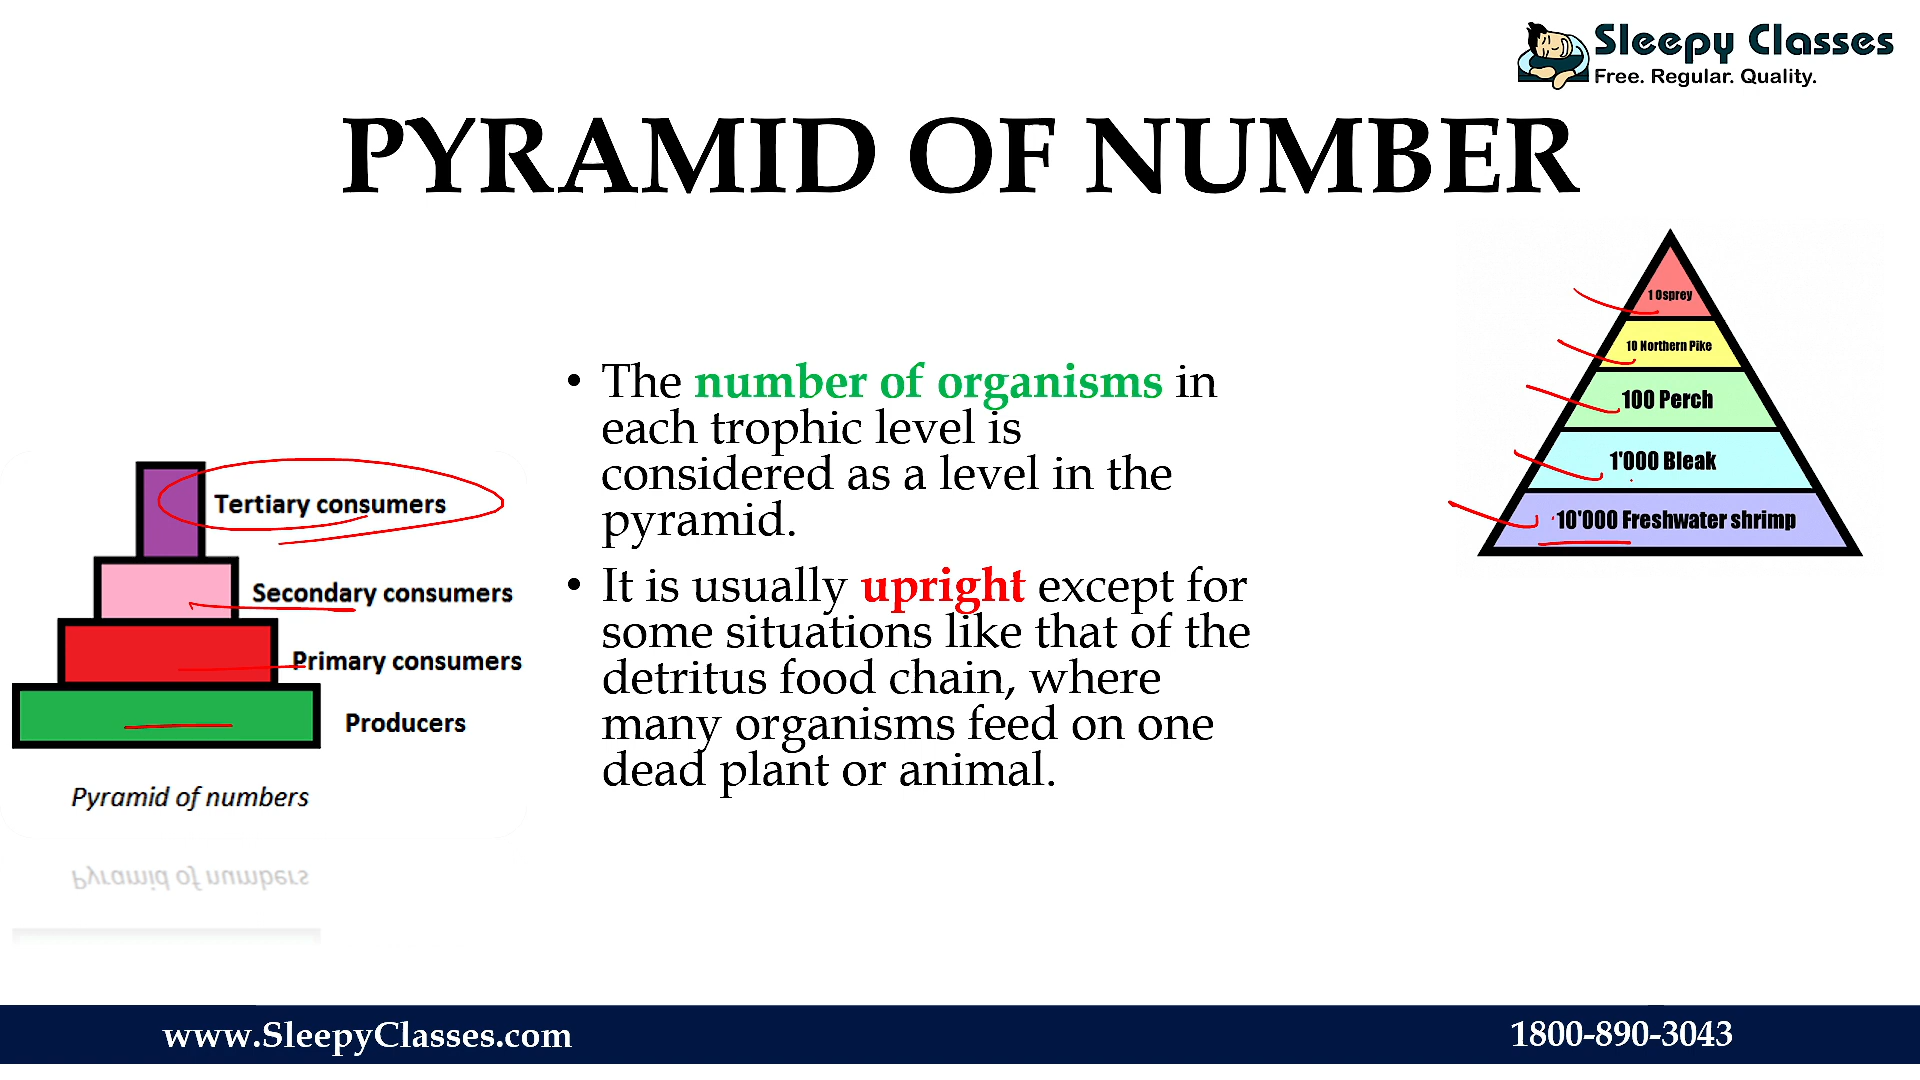 Sleepy Classes
Free. Regular. Quality.
PYRAMID OF NUMBER
Tertiary consumers
Secondary consumers
Primary consumers
Producers
Pyramid of numbers
Pyramid of numbers
• The number of organisms in
each trophic level is
considered as a level in the
pyramid.
• It is usually upright except for
some situations like that of the
detritus food chain, where
many organisms feed on one
dead plant or animal.
1 Osprey
10 Northern Pike
100 Perch
1'000 Bleak
10'000 Freshwater shrimp
www.SleepyClasses.com
1800-890-3043